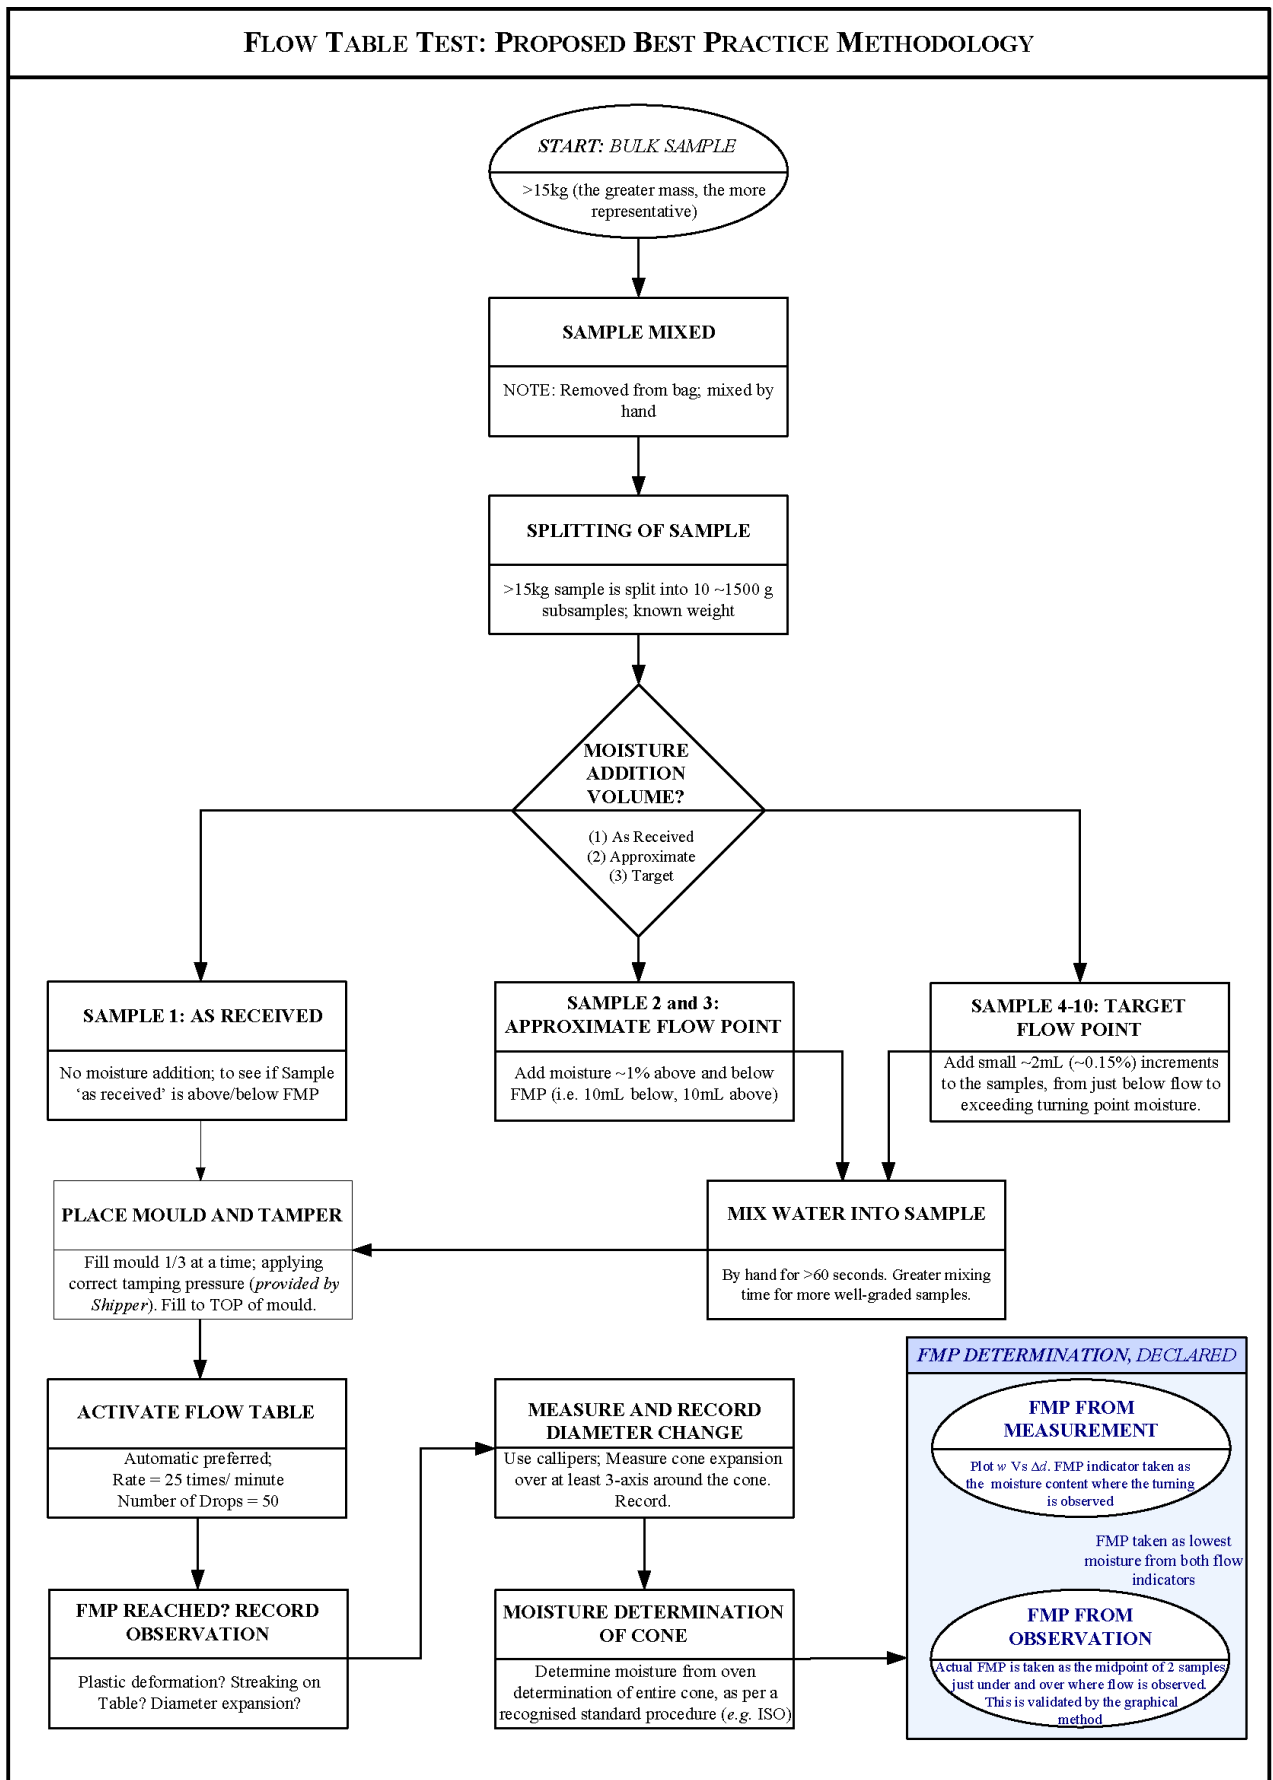 FLOW TABLE TEST: PROPOSED BEST PRACTICE METHODOLOGY
START: BULK SAMPLE
>15kg (the greater mass, the more
representative)
SAMPLE MIXED
NOTE: Removed from bag; mixed by
hand
SPLITTING OF SAMPLE
>15kg sample is split into 10 ~1500 g
subsamples; known weight
MOISTURE
ADDITION
VOLUME?
(1) As Received
(2) Approximate
(3) Target
SAMPLE 1: AS RECEIVED
No moisture addition; to see if Sample
‘as received’ is above/below FMP
SAMPLE 2 and 3:
APPROXIMATE FLOW POINT
Add moisture ~1% above and below
FMP (i.e. 10mL below, 10mL above)
SAMPLE 4-10: TARGET
FLOW POINT
Add small ~2mL (~0.15%) increments
to the samples, from just below flow to
exceeding turning point moisture.
PLACE MOULD AND TAMPER
Fill mould 1/3 at a time; applying
correct tamping pressure (provided by
Shipper). Fill to TOP of mould.
MIX WATER INTO SAMPLE
By hand for >60 seconds. Greater mixing
time for more well-graded samples.
ACTIVATE FLOW TABLE
Automatic preferred;
Rate = 25 times/ minute
Number of Drops = 50
FMP REACHED? RECORD
OBSERVATION
Plastic deformation? Streaking on
Table? Diameter expansion?
MEASURE AND RECORD
DIAMETER CHANGE
Use callipers; Measure cone expansion
over at least 3-axis around the cone.
Record.
MOISTURE DETERMINATION
OF CONE
Determine moisture from oven
determination of entire cone, as per a
recognised standard procedure (e.g. ISO)
FMP DETERMINATION, DECLARED
FMP FROM
MEASUREMENT
Plot w Vs Δd. FMP indicator taken as
the moisture content where the turning
is observed
FMP taken as lowest
moisture from both flow
indicators
FMP FROM
OBSERVATION
Actual FMP is taken as the midpoint of 2 samples
just under and over where flow is observed.
This is validated by the graphical
method